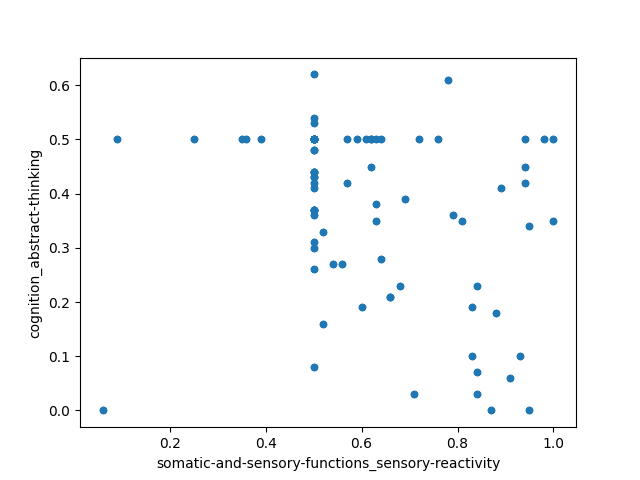 0.6
0.5
0.4
0.3
0.2
0.1
0.0
cognition_abstract-thinking
0.2 0.4 0.6 0.8 1.0
somatic-and-sensory-functions_sensory-reactivity